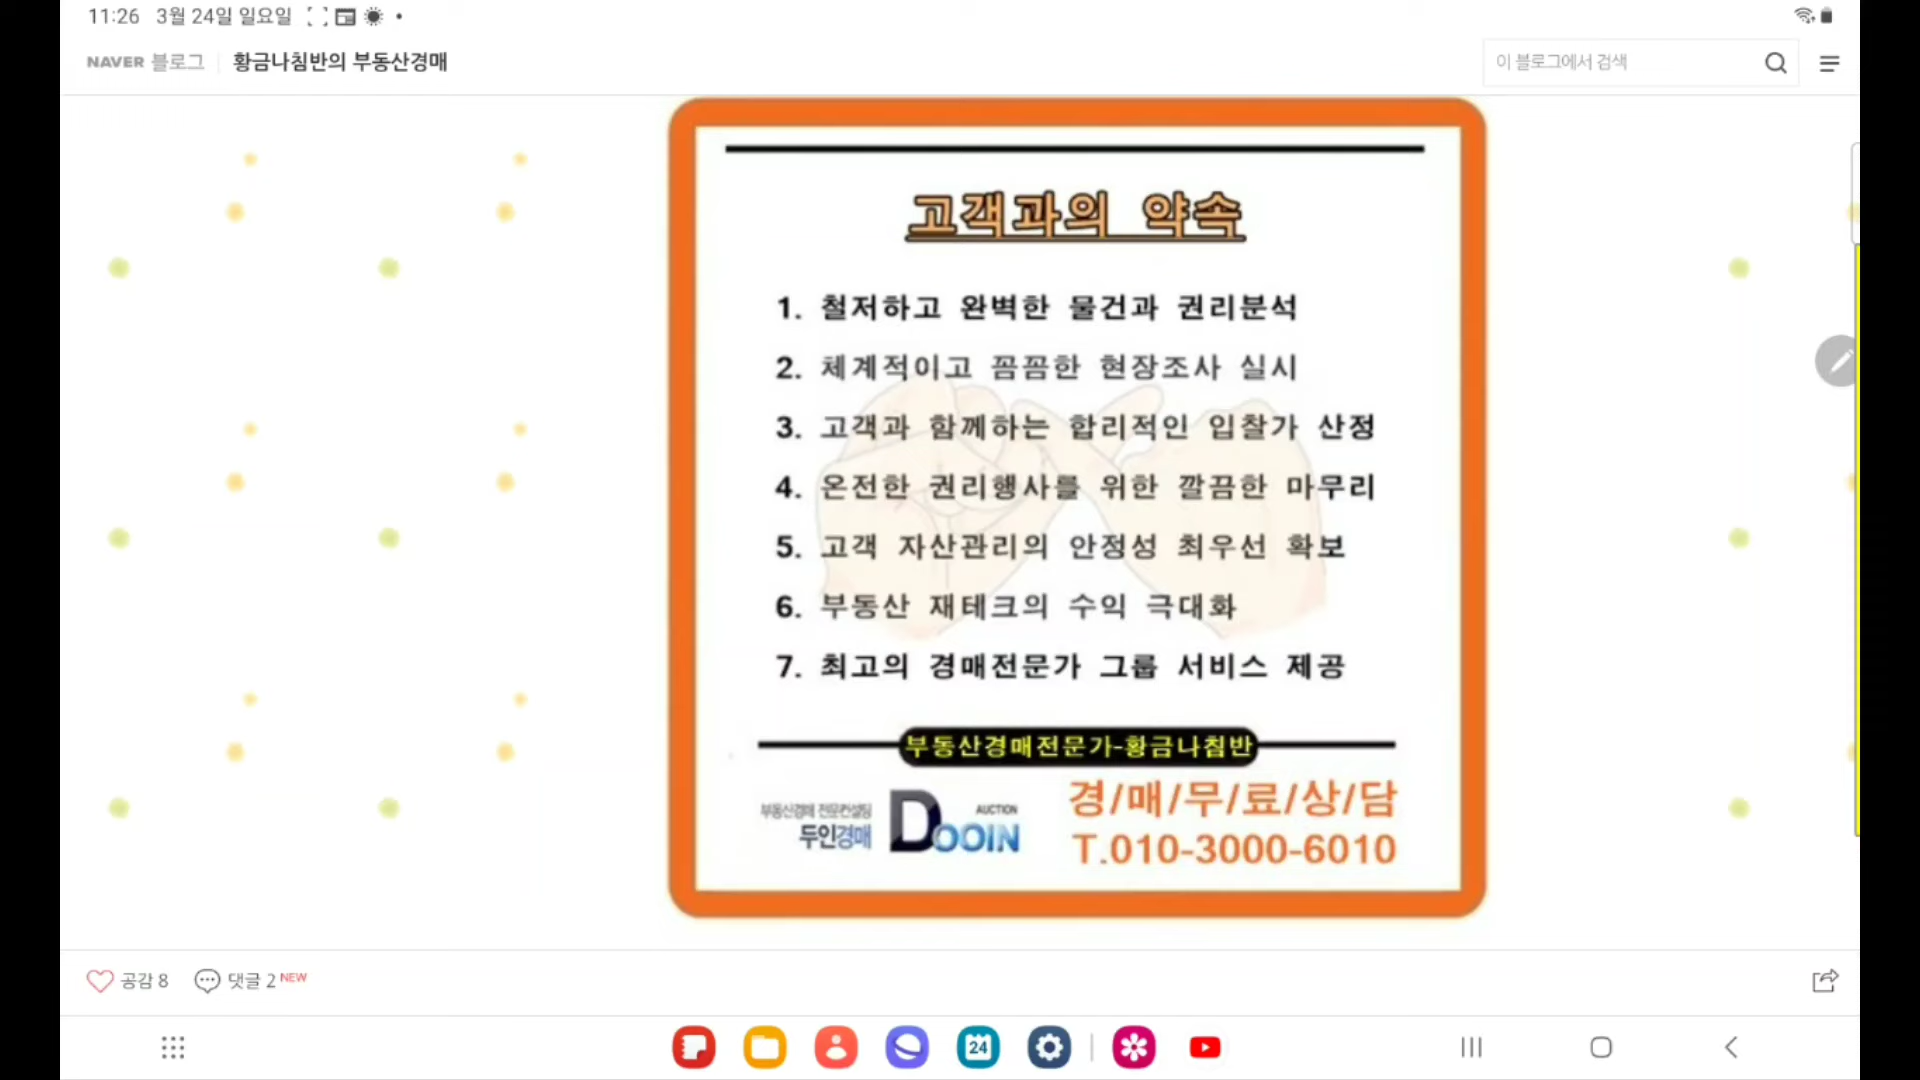 11:26 3월 24일 일요일
NAVER 블로그 황금나침반의 부동산경매
이 블로그에서 검색
고객과의 약속
1. 철저하고 완벽한 물건과 권리분석
2. 체계적이고 꼼꼼한 현장조사 실시
3. 고객과 함께하는 합리적인 입찰가 산정
4. 온전한 권리행사를 위한 깔끔한 마무리
5. 고객 자산관리의 안정성 최우선 확보
6. 부동산 재테크의 수익 극대화
7. 최고의 경매전문가 그룹 서비스 제공
부동산경매전문가-황금나침반
부동산경매 전문컨설팅
두인경매
AUCTION
DOOIN
경/매/무/료/상/담
T.010-3000-6010
공감 8 댓글 2 NEW
24